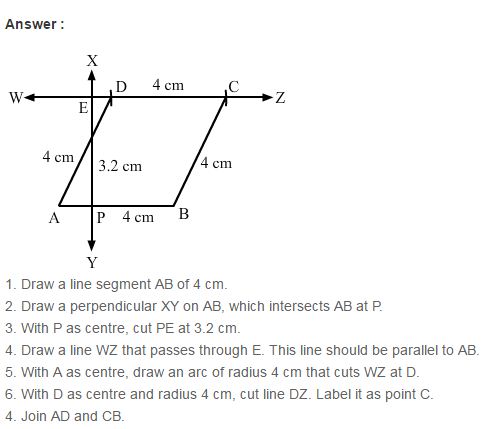 Answer :
X
D 4 cm C
W Z
E
4 cm 3.2 cm 4 cm
A P 4 cm B
Y
1. Draw a line segment AB of 4 cm.
2. Draw a perpendicular XY on AB, which intersects AB at P.
3. With P as centre, cut PE at 3.2 cm.
4. Draw a line WZ that passes through E. This line should be parallel to AB.
5. With A as centre, draw an arc of radius 4 cm that cuts WZ at D.
6. With D as centre and radius 4 cm, cut line DZ. Label it as point C.
4. Join AD and CB.